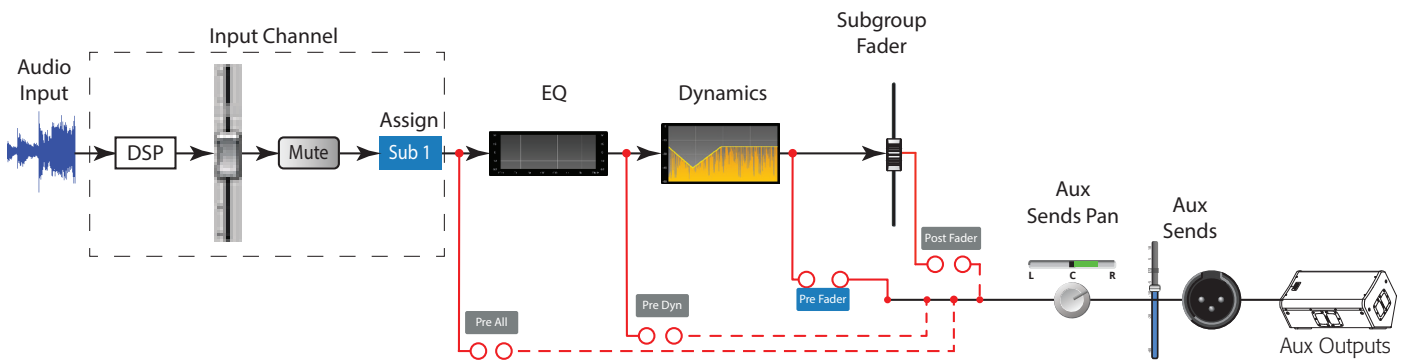 Input Channel
Subgroup
Fader
Audio
Input
EQ
Dynamics
Assign
DSP
Mute
Sub 1
Aux
Sends Pan
Aux
Sends
Post Fader
L C R
Pre Fader
Pre Dyn
Pre All
Aux Outputs